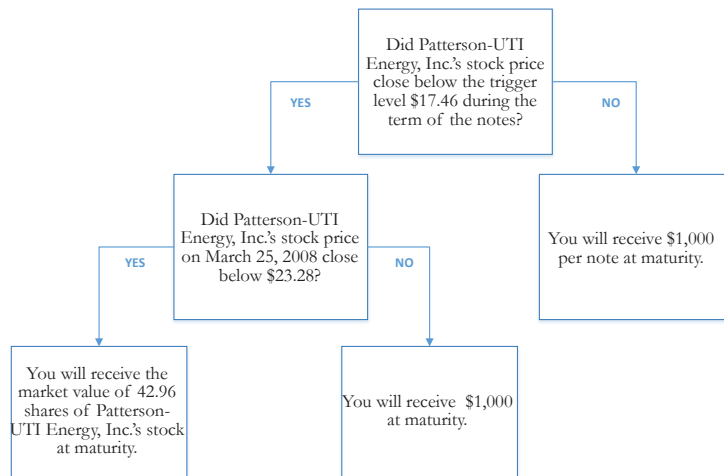 Did Patterson-UTI
Energy, Inc.'s stock price
close below the trigger
level $17.46 during the
term of the notes?
YES
NO
Did Patterson-UTI
Energy, Inc.'s stock price
on March 25, 2008 close
below $23.28?
You will receive $1,000
per note at maturity.
YES
NO
You will receive the
market value of 42.96
shares of Patterson-
UTI Energy, Inc.'s stock
at maturity.
You will receive $1,000
at maturity.